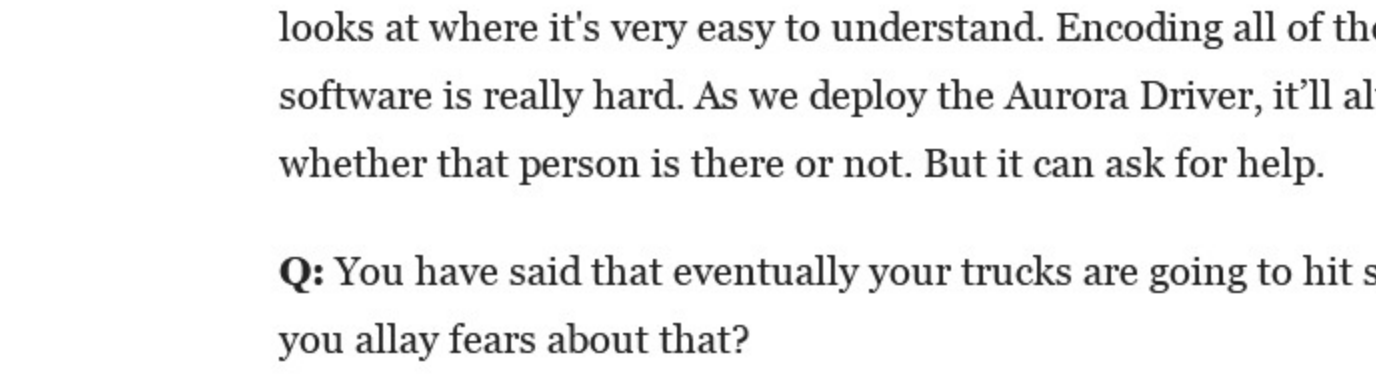 looks at where it's very easy to understand. Encoding all of
software is really hard. As we deploy the Aurora Driver, it’ll
whether that person is there or not. But it can ask for help.
Q: You have said that eventually your trucks are going to hit
you allay fears about that?